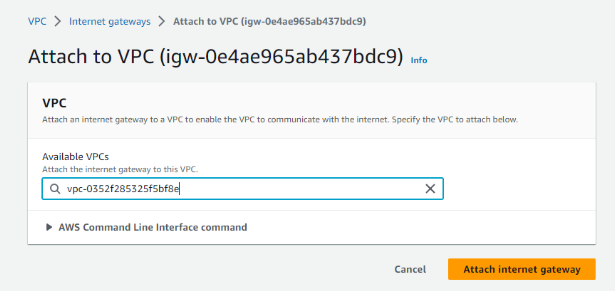 VPC > Internet gateways > Attach to VPC (igw-0e4ae965ab437bdc9)
Attach to VPC (igw-0e4ae965ab437bdc9) Info
VPC
Attach an internet gateway to a VPC to enable the VPC to communicate with the internet. Specify the VPC to attach below.
Available VPCs
Attach the internet gateway to this VPC.
vpc-0352f285325f5bf8e
AWS Command Line Interface command
Cancel Attach internet gateway